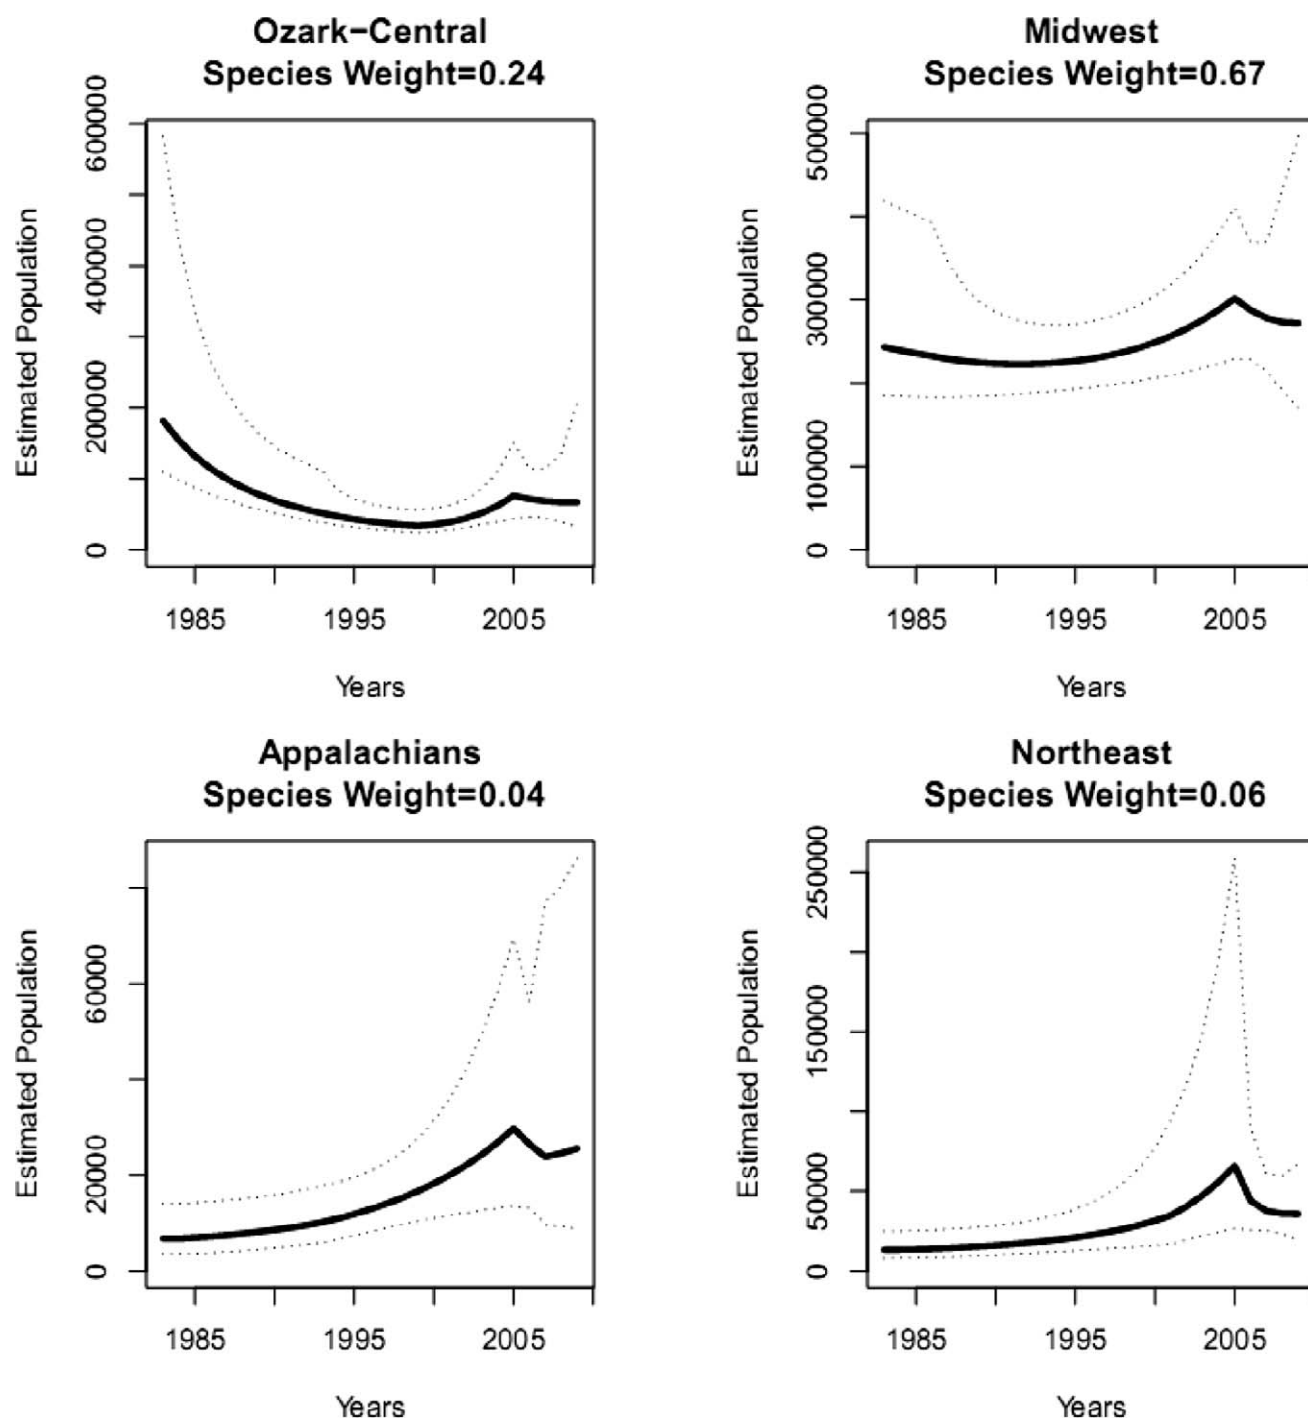 Ozark−Central
Species Weight=0.24
Estimated Population
600000
400000
200000
0
1985 1995 2005
Years
Midwest
Species Weight=0.67
Estimated Population
500000
300000
100000
0
1985 1995 2005
Years
Appalachians
Species Weight=0.04
Estimated Population
60000
20000
0
1985 1995 2005
Years
Northeast
Species Weight=0.06
Estimated Population
250000
150000
50000
0
1985 1995 2005
Years